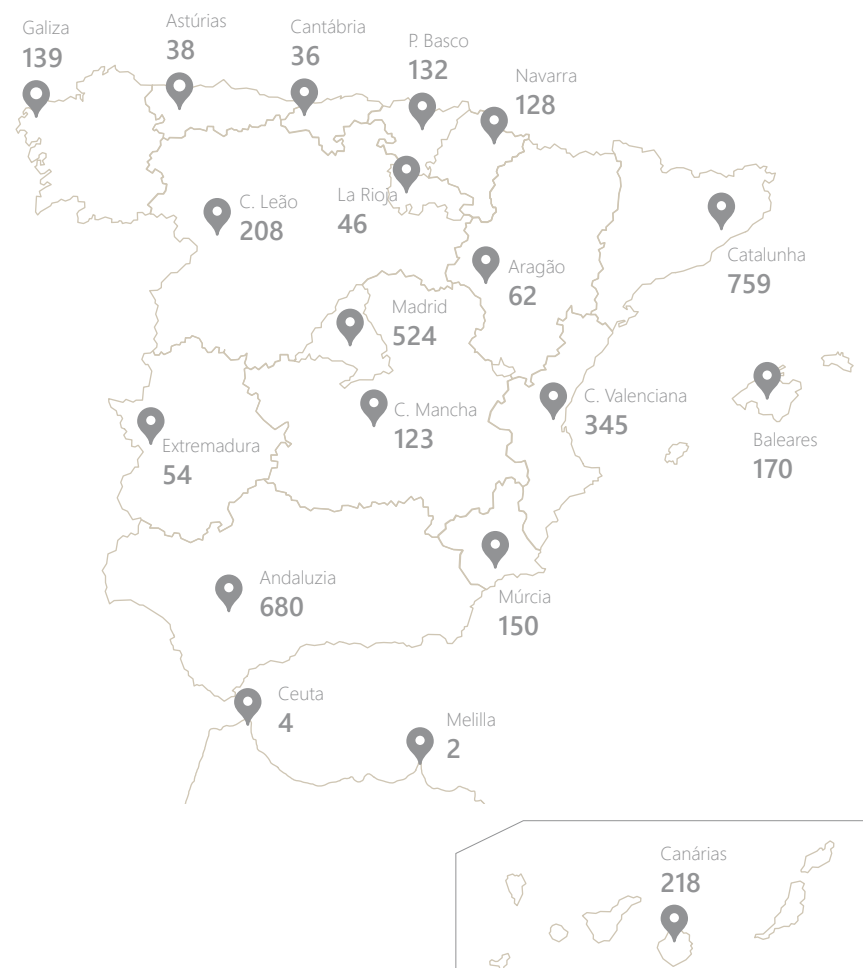 Galiza
139
Astúrias
38
Cantábria
36
P. Basco
132
Navarra
128
C. Leão
208
La Rioja
46
Aragão
62
Catalunha
759
Madrid
524
C. Mancha
123
C. Valenciana
345
Baleares
170
Extremadura
54
Andaluzia
680
Múrcia
150
Ceuta
4
Melilla
2
Canárias
218